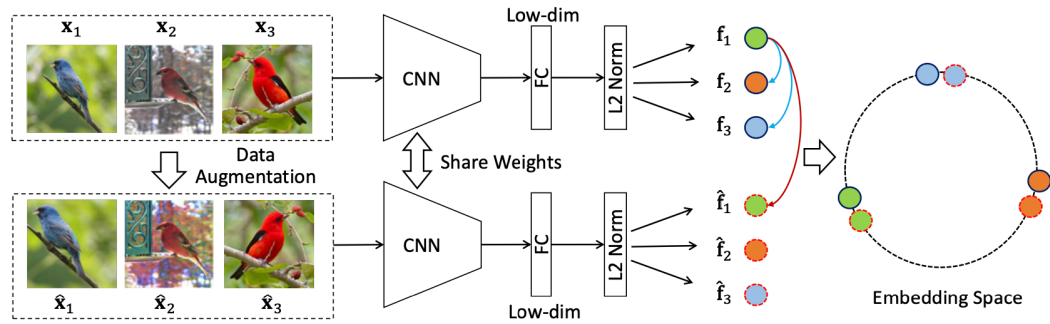 x₁ x₂ x₃
Low-dim
CNN
FC
L2 Norm
f₁
f₂
f₃
Data
Augmentation
Share Weights
CNN
FC
L2 Norm
f̂₁
f̂₂
f̂₃
x̂₁ x̂₂ x̂₃
Low-dim
Embedding Space